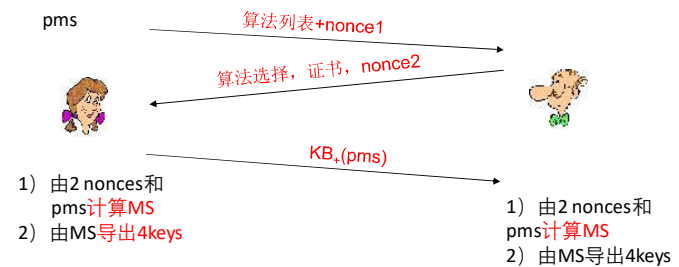 pms
算法列表+nonce1
算法选择，证书，nonce2
KB₊(pms)
1）由2 nonces和
pms计算MS
2）由MS导出4keys
1）由2 nonces和
pms计算MS
2）由MS导出4keys